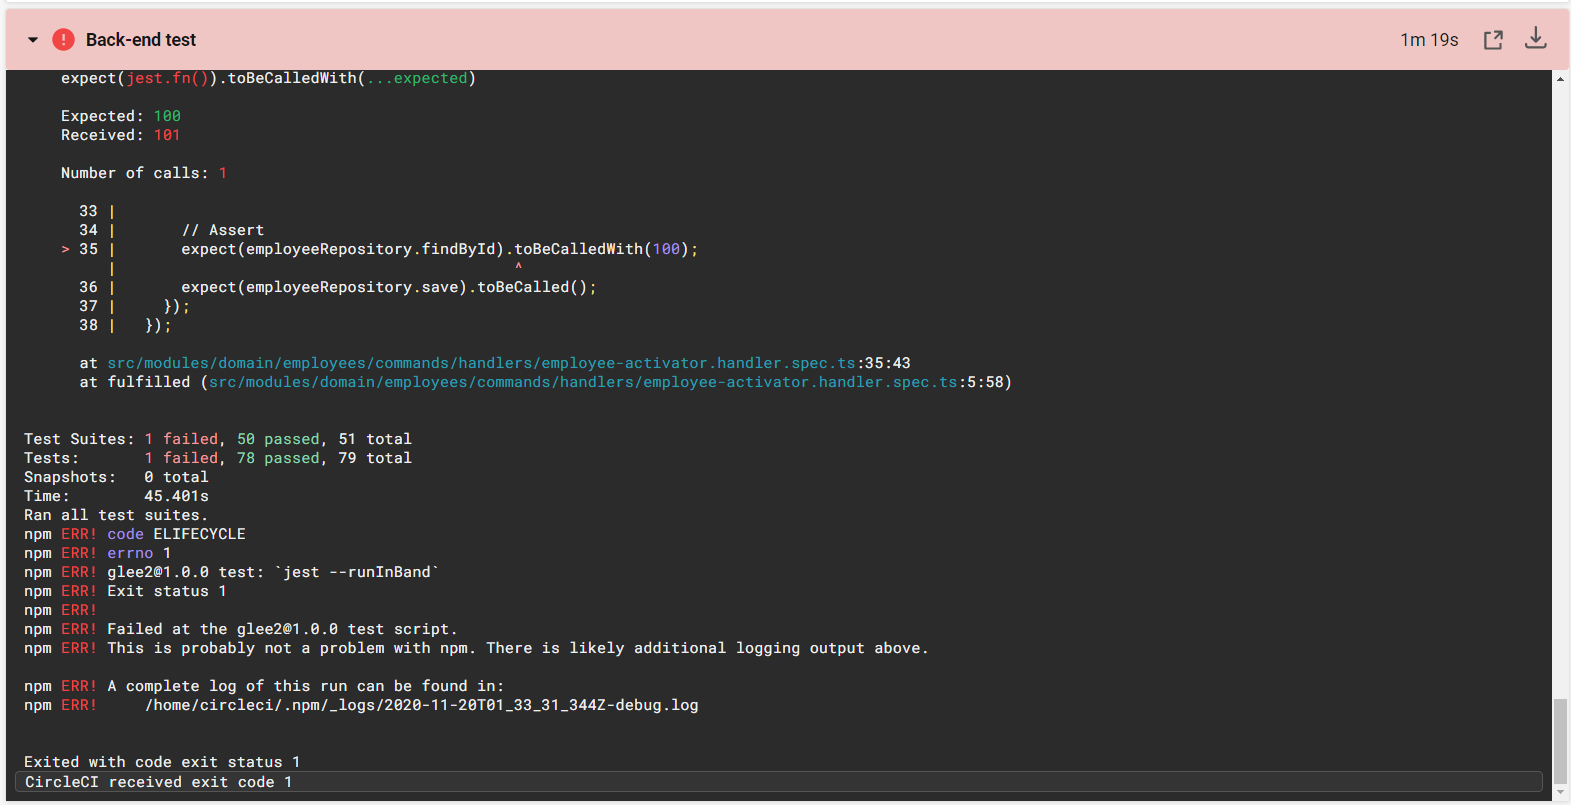 Back-end test
1m 19s
expect(jest.fn()).toBeCalledWith(...expected)
Expected: 100
Received: 101
Number of calls: 1
33 |
34 |       // Assert
> 35 |       expect(employeeRepository.findById).toBeCalledWith(100);
|                                           ^
36 |       expect(employeeRepository.save).toBeCalled();
37 |     });
38 |   });
at src/modules/domain/employees/commands/handlers/employee-activator.handler.spec.ts:35:43
at fulfilled (src/modules/domain/employees/commands/handlers/employee-activator.handler.spec.ts:5:58)
Test Suites: 1 failed, 50 passed, 51 total
Tests:       1 failed, 78 passed, 79 total
Snapshots:   0 total
Time:        45.401s
Ran all test suites.
npm ERR! code ELIFECYCLE
npm ERR! errno 1
npm ERR! glee2@1.0.0 test: `jest --runInBand`
npm ERR! Exit status 1
npm ERR!
npm ERR! Failed at the glee2@1.0.0 test script.
npm ERR! This is probably not a problem with npm. There is likely additional logging output above.
npm ERR! A complete log of this run can be found in:
npm ERR!     /home/circleci/.npm/_logs/2020-11-20T01_33_31_344Z-debug.log
Exited with code exit status 1
CircleCI received exit code 1